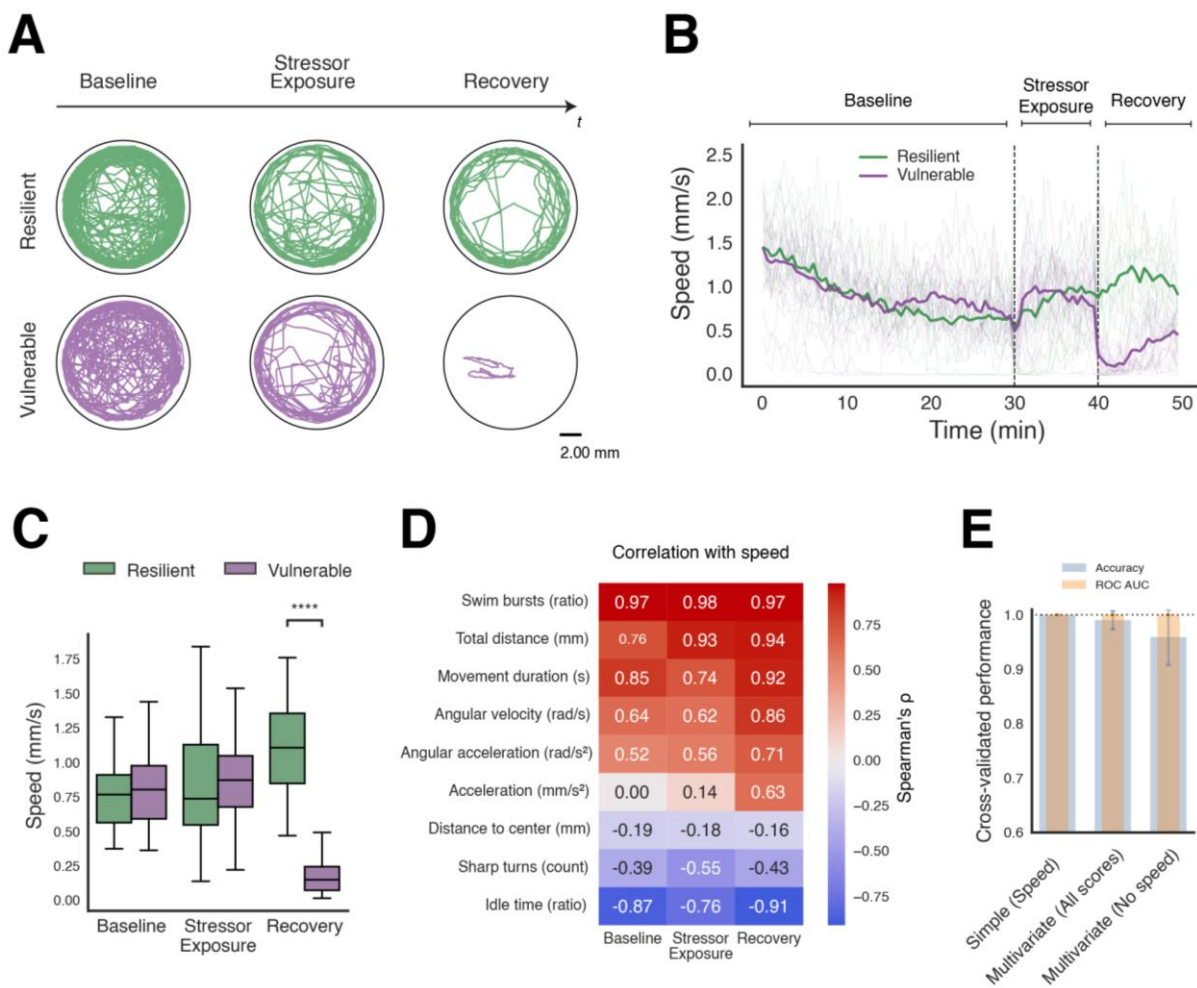 A
Baseline
Stressor
Exposure
Recovery
t
Resilient
Vulnerable
2.00 mm
B
Baseline
Stressor
Exposure
Recovery
Resilient
Vulnerable
Speed (mm/s)
2.5
2.0
1.5
1.0
0.5
0.0
0 10 20 30 40 50
Time (min)
C
Resilient Vulnerable
****
Speed (mm/s)
1.75
1.50
1.25
1.00
0.75
0.50
0.25
0.00
Baseline
Stressor
Exposure
Recovery
D
Correlation with speed
Swim bursts (ratio) 0.97 0.98 0.97
Total distance (mm) 0.76 0.93 0.94
Movement duration (s) 0.85 0.74 0.92
Angular velocity (rad/s) 0.64 0.62 0.86
Angular acceleration (rad/s²) 0.52 0.56 0.71
Acceleration (mm/s²) 0.00 0.14 0.63
Distance to center (mm) -0.19 -0.18 -0.16
Sharp turns (count) -0.39 -0.55 -0.43
Idle time (ratio) -0.87 -0.76 -0.91
Baseline
Stressor
Exposure
Recovery
0.75
0.50
0.25
0.00
−0.25
−0.50
−0.75
Spearman's ρ
E
Accuracy
ROC AUC
Cross-validated performance
1.0
0.9
0.8
0.7
0.6
Simple (Speed)
Multivariate (All scores)
Multivariate (No speed)